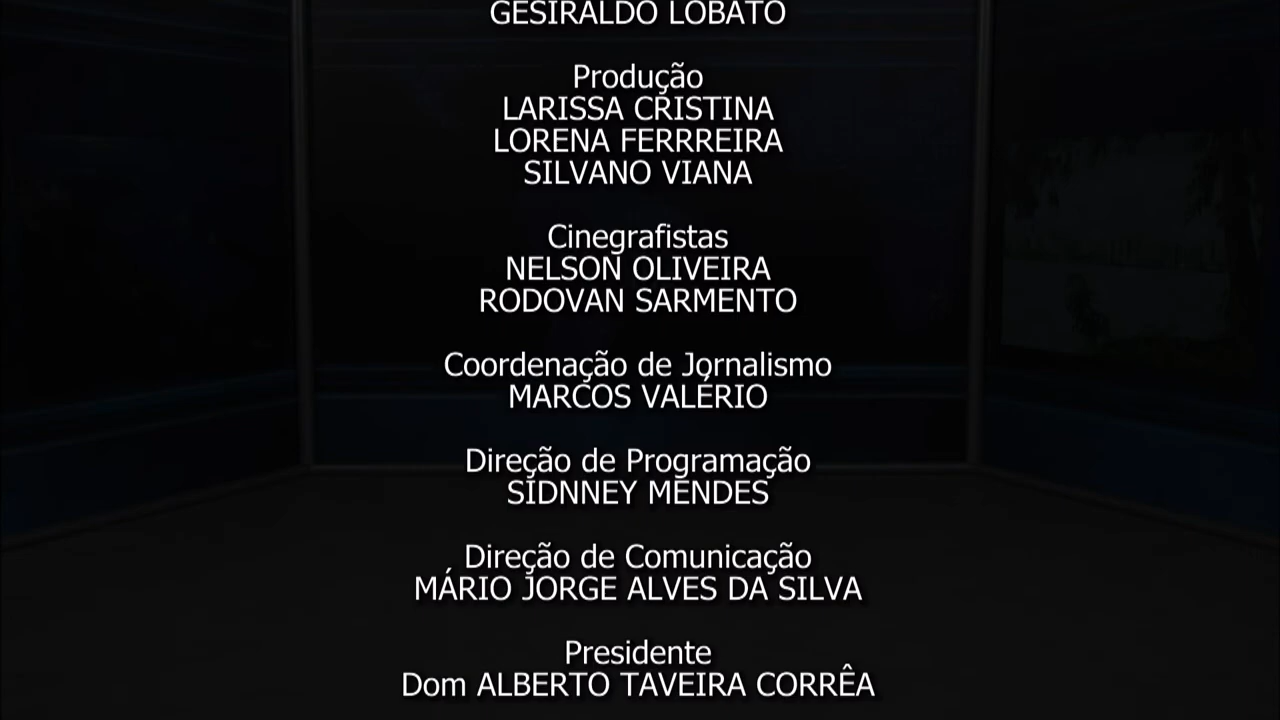 GESIRALDO LOBATO
Produção
LARISSA CRISTINA
LORENA FERRREIRA
SILVANO VIANA
Cinegrafistas
NELSON OLIVEIRA
RODOVAN SARMENTO
Coordenação de Jornalismo
MARCOS VALÉRIO
Direção de Programação
SIDNNEY MENDES
Direção de Comunicação
MÁRIO JORGE ALVES DA SILVA
Presidente
Dom ALBERTO TAVEIRA CORRÊA